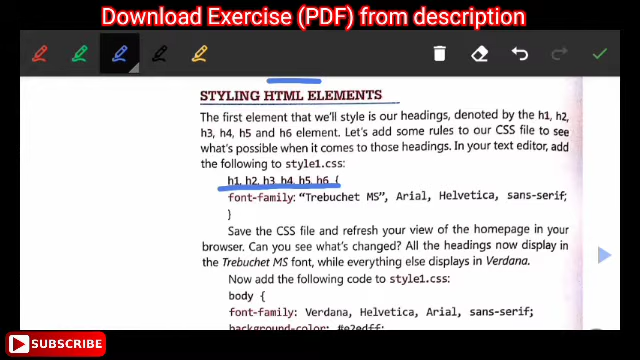 Download Exercise (PDF) from description
STYLING HTML ELEMENTS
The first element that we'll style is our headings, denoted by the h1, h2,
h3, h4, h5 and h6 element. Let's add some rules to our CSS file to see
what's possible when it comes to those headings. In your text editor, add
the following to style1.css:
h1, h2, h3 h4, h5, h6 {
font-family: “Trebuchet MS”, Arial, Helvetica, sans-serif;
}
Save the CSS file and refresh your view of the homepage in your
browser. Can you see what's changed? All the headings now display in
the Trebuchet MS font, while everything else displays in Verdana.
Now add the following code to style1.css:
body {
font-family: Verdana, Helvetica, Arial, sans-serif;
background-color: #e2edff;
SUBSCRIBE